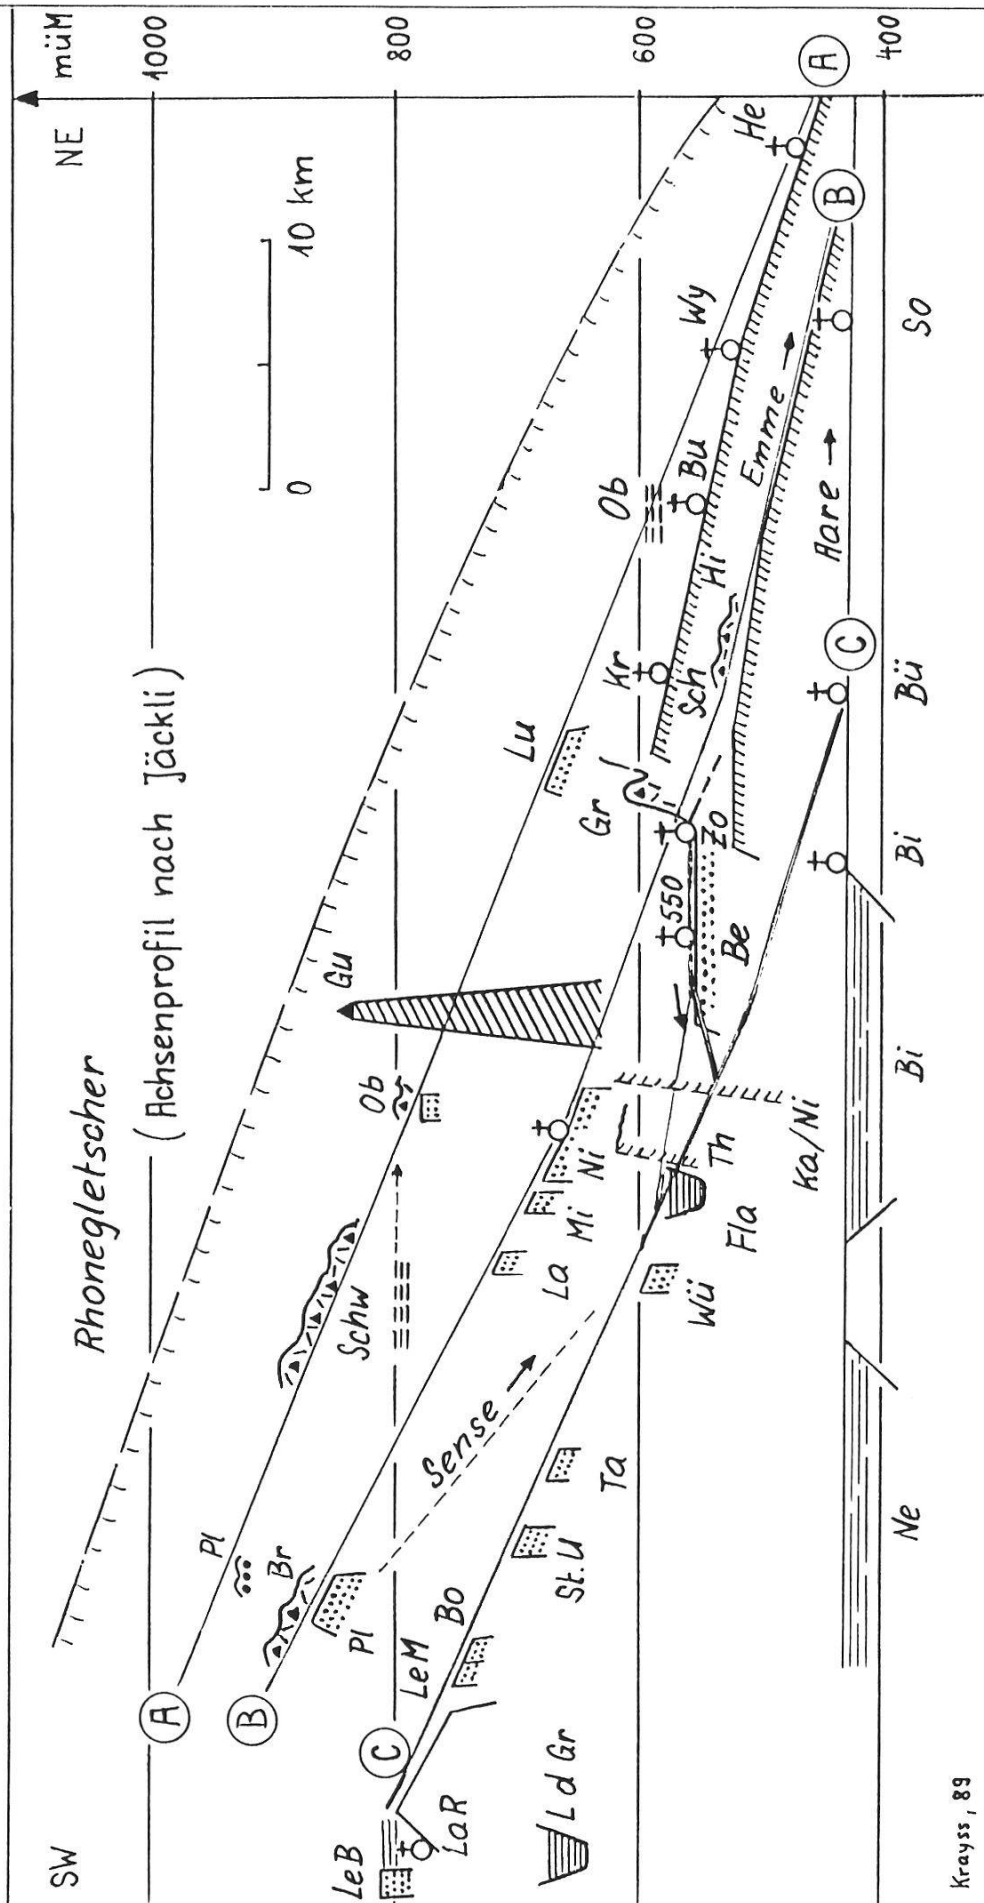 SW
NE
müM
1000
800
600
400
Rhonegletscher
(Achsenprofil nach Jäckli)
0
10 km
A
B
C
Pl
Br
Pl
Schw
Ob
Gu
Lu
Ob
Sense
LeB
LaR
LeM
Bo
St.U
Ta
L d Gr
La
Mi
Ni
Wü
Fla
Th
Ka/Ni
Gr
550
Zo
Be
Kr
Sch
Hi
Bu
Wy
He
Emme
Aare
A
B
C
Ne
Bi
Bi
Bü
So
Krayss, 89